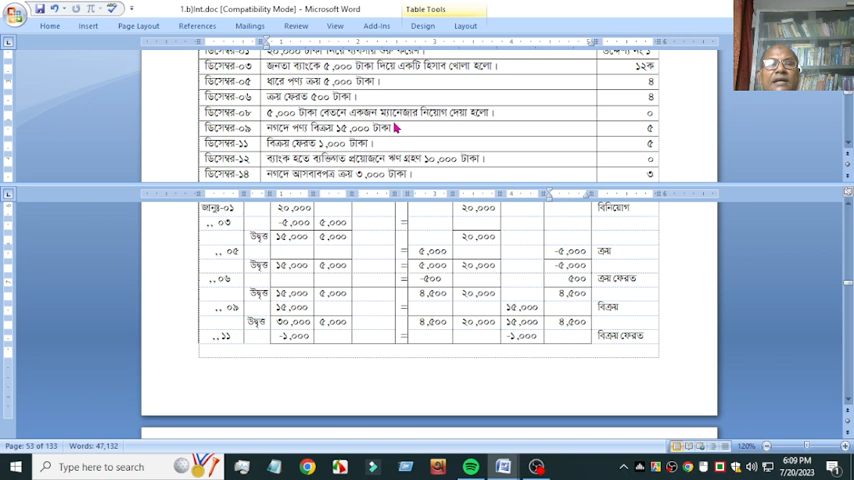 1.b)Int.doc [Compatibility Mode] - Microsoft Word
Table Tools
Home Insert Page Layout References Mailings Review View Add-Ins Design Layout
ডিসেম্বর-০১ ২০,০০০ টাকা নিয়ে ব্যবসায় শুরু করেন।
ডিসেম্বর-০৩ জনতা ব্যাংকে ৫,০০০ টাকা দিয়ে একটি হিসাব খোলা হলো। ১২ক
ডিসেম্বর-০৫ ধারে পণ্য ক্রয় ৫,০০০ টাকা। ৪
ডিসেম্বর-০৬ ক্রয় ফেরত ৫০০ টাকা। ৪
ডিসেম্বর-০৮ ৫,০০০ টাকা বেতনে একজন ম্যানেজার নিয়োগ দেয়া হলো। ০
ডিসেম্বর-০৯ নগদে পণ্য বিক্রয় ১৫,০০০ টাকা ৫
ডিসেম্বর-১১ বিক্রয় ফেরত ১,০০০ টাকা। ৫
ডিসেম্বর-১২ ব্যাংক হতে ব্যক্তিগত প্রয়োজনে ঋণ গ্রহণ ১০,০০০ টাকা। ০
ডিসেম্বর-১৪ নগদে আসবাবপত্র ক্রয় ৩,০০০ টাকা। ৩
জানুঃ-০১ ২০,০০০ ২০,০০০ বিনিয়োগ
,, ০৩ -৫,০০০ ৫,০০০ =
উদ্বৃত্ত ১৫,০০০ ৫,০০০ ২০,০০০
,, ০৫ = ৫,০০০ -৫,০০০ ক্রয়
উদ্বৃত্ত ১৫,০০০ ৫,০০০ = ৫,০০০ ২০,০০০ -৫,০০০
,,০৬ = -৫০০ ৫০০ ক্রয় ফেরত
উদ্বৃত্ত ১৫,০০০ ৫,০০০ = ৪,৫০০ ২০,০০০ ৪,৫০০
,, ০৯ ১৫,০০০ = ১৫,০০০ বিক্রয়
উদ্বৃত্ত ৩০,০০০ ৫,০০০ = ৪,৫০০ ২০,০০০ ১৫,০০০ ৪,৫০০
,,১১ -১,০০০ = -১,০০০ বিক্রয় ফেরত
Page: 53 of 133 Words: 47,132 120%
Type here to search
6:09 PM
7/20/2023